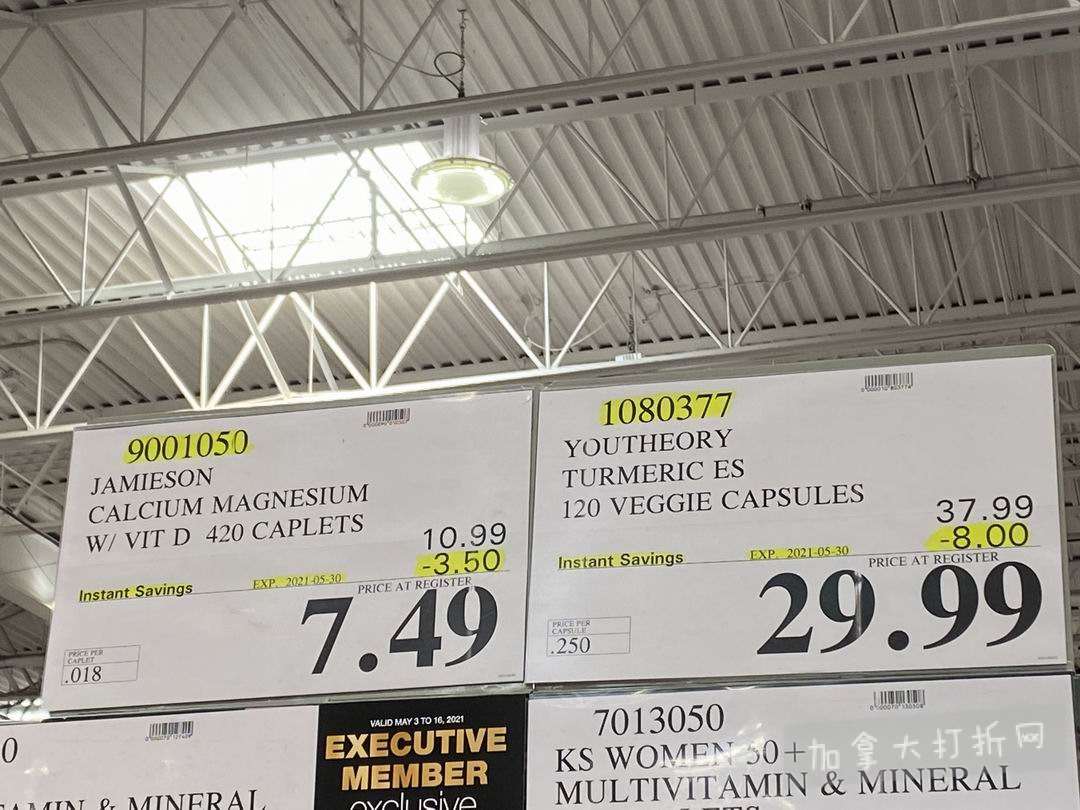 9001050
JAMIESON
CALCIUM MAGNESIUM
W/ VIT D 420 CAPLETS
10.99
-3.50
Instant Savings
EXP. 2021-05-30
PRICE AT REGISTER
7.49
PRICE PER
CAPLET
.018
1080377
YOUTHEORY
TURMERIC ES
120 VEGGIE CAPSULES
37.99
-8.00
Instant Savings
EXP. 2021-05-30
PRICE AT REGISTER
29.99
PRICE PER
CAPSULE
.250
0
MINERAL
VALID MAY 3 TO 16, 2021
EXECUTIVE
MEMBER
exclusive
7013050
KS WOMEN 50+
MULTIVITAMIN & MINERAL
加拿大打折网